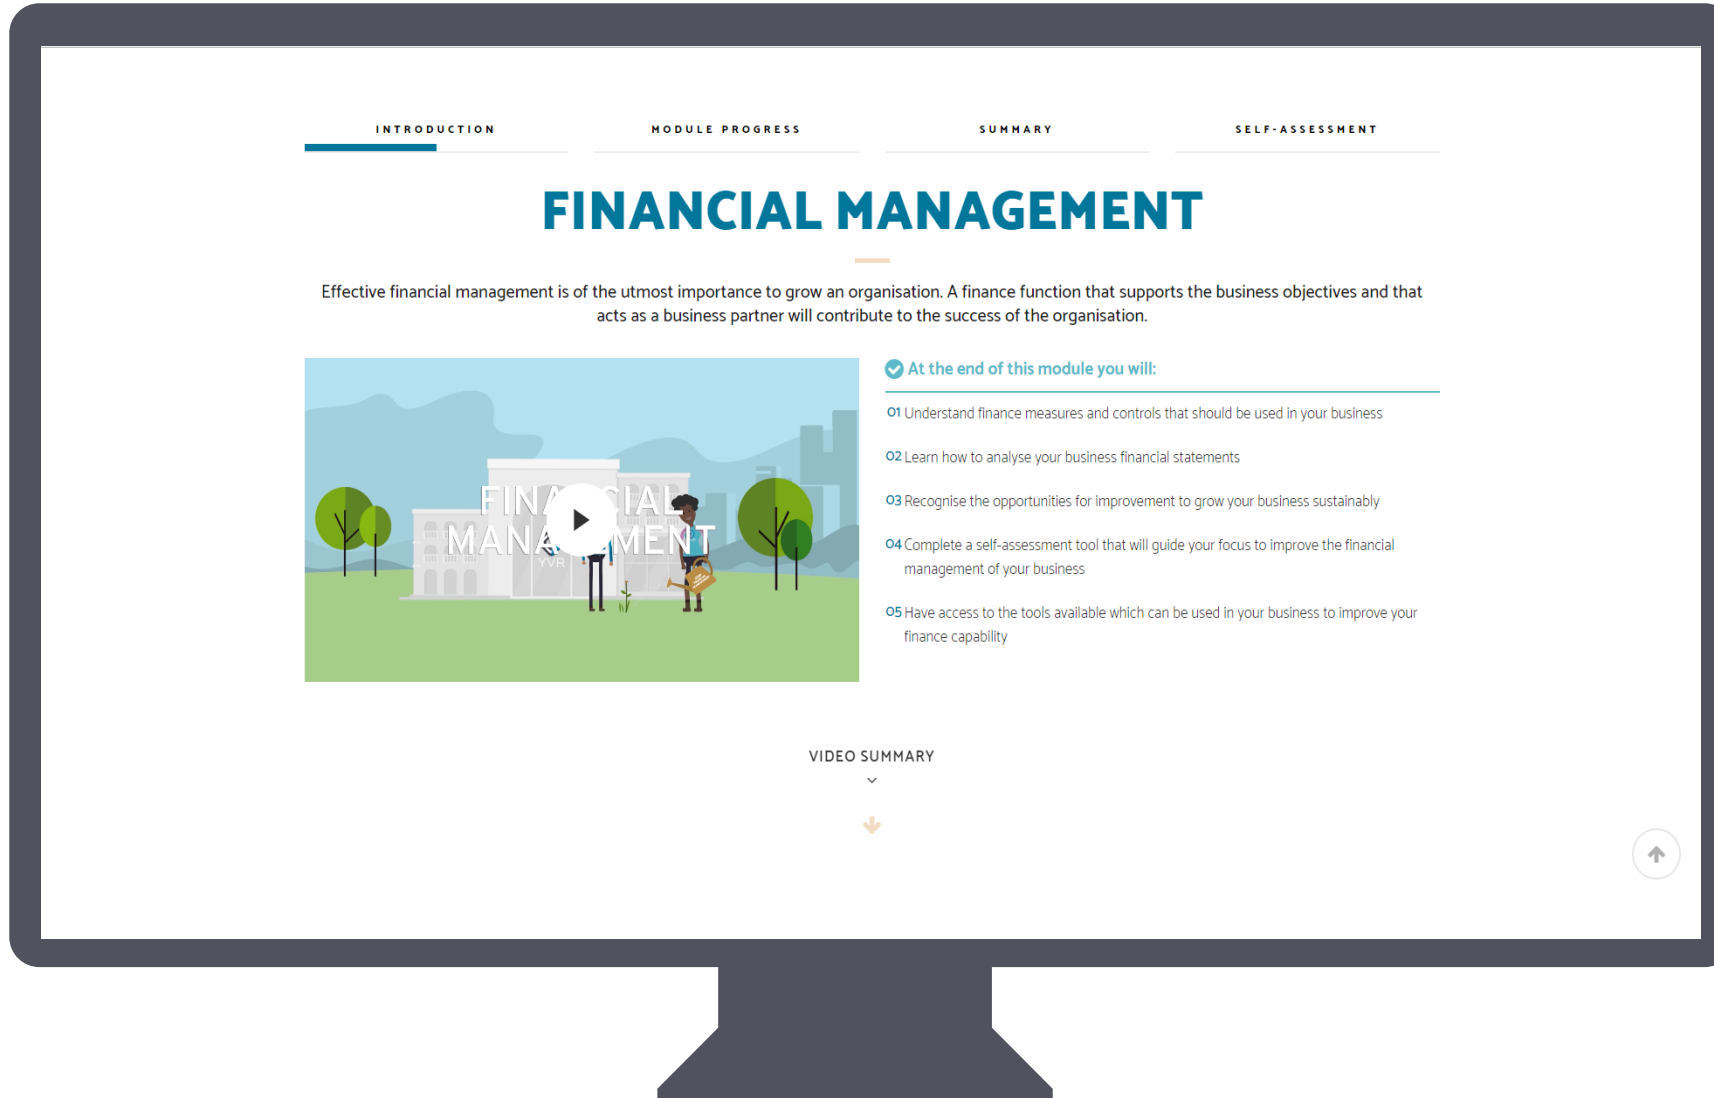 INTRODUCTION
MODULE PROGRESS
SUMMARY
SELF-ASSESSMENT
FINANCIAL MANAGEMENT
Effective financial management is of the utmost importance to grow an organisation. A finance function that supports the business objectives and that
acts as a business partner will contribute to the success of the organisation.
At the end of this module you will:
01 Understand finance measures and controls that should be used in your business
02 Learn how to analyse your business financial statements
03 Recognise the opportunities for improvement to grow your business sustainably
04 Complete a self-assessment tool that will guide your focus to improve the financial
management of your business
05 Have access to the tools available which can be used in your business to improve your
finance capability
YVR
VIDEO SUMMARY